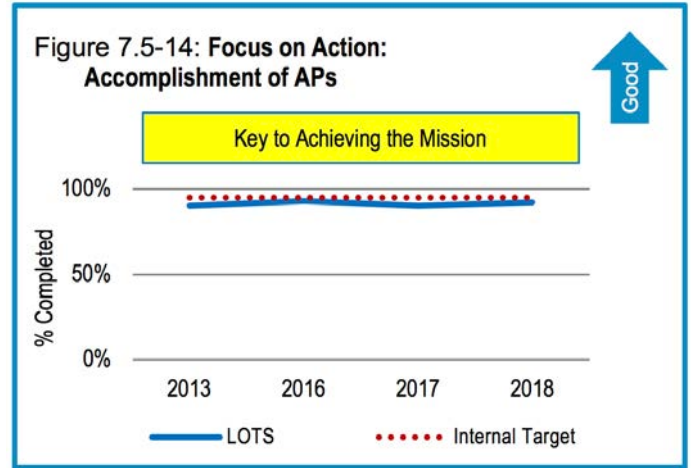 Figure 7.5-14: Focus on Action:
Accomplishment of APs
Good
Key to Achieving the Mission
% Completed
100%
50%
0%
2013 2016 2017 2018
LOTS Internal Target